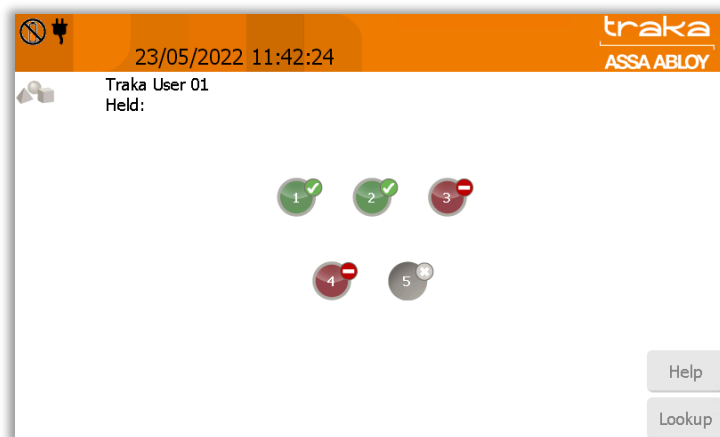 traka
23/05/2022 11:42:24
ASSA ABLOY
Traka User 01
Held:
1 2 3
4 5
Help
Lookup